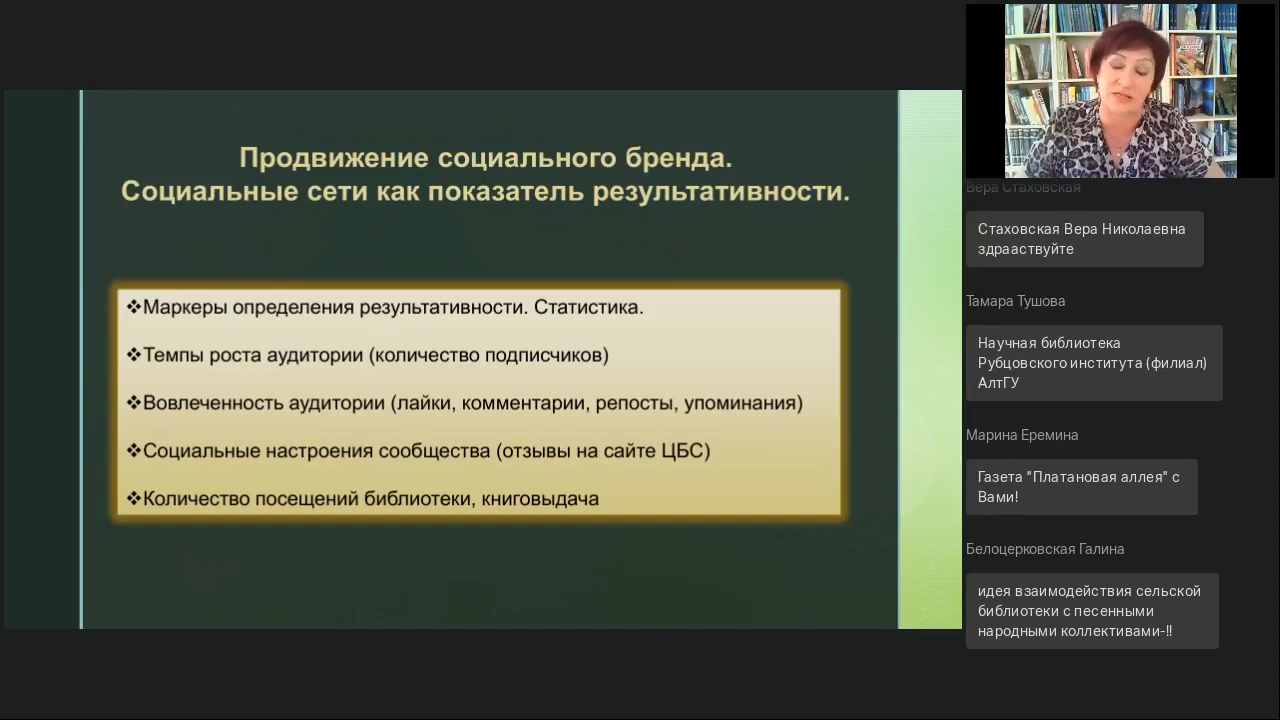 Продвижение социального бренда.
Социальные сети как показатель результативности.
❖Маркеры определения результативности. Статистика.
❖Темпы роста аудитории (количество подписчиков)
❖Вовлеченность аудитории (лайки, комментарии, репосты, упоминания)
❖Социальные настроения сообщества (отзывы на сайте ЦБС)
❖Количество посещений библиотеки, книговыдача
Вера Стаховская
Стаховская Вера Николаевна
здрааствуйте
Тамара Тушова
Научная библиотека
Рубцовского института (филиал)
АлтГУ
Марина Еремина
Газета "Платановая аллея" с
Вами!
Белоцерковская Галина
идея взаимодействия сельской
библиотеки с песенными
народными коллективами-!!